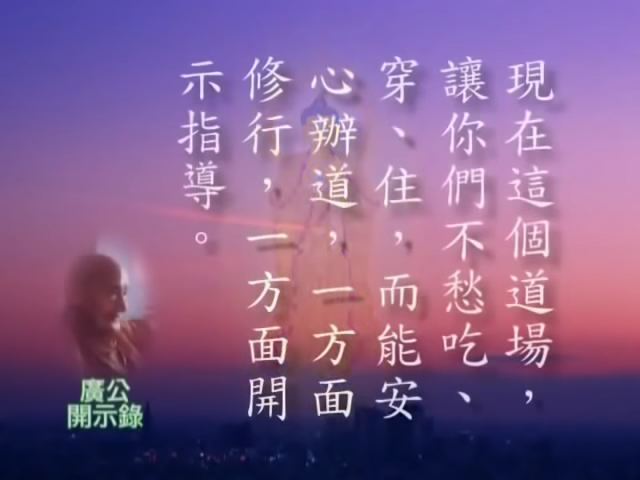 現在這個道場，
讓你們不愁吃、
穿、住，而能安
心辦道，一方面
修行，一方面開
示指導。
廣公
開示錄